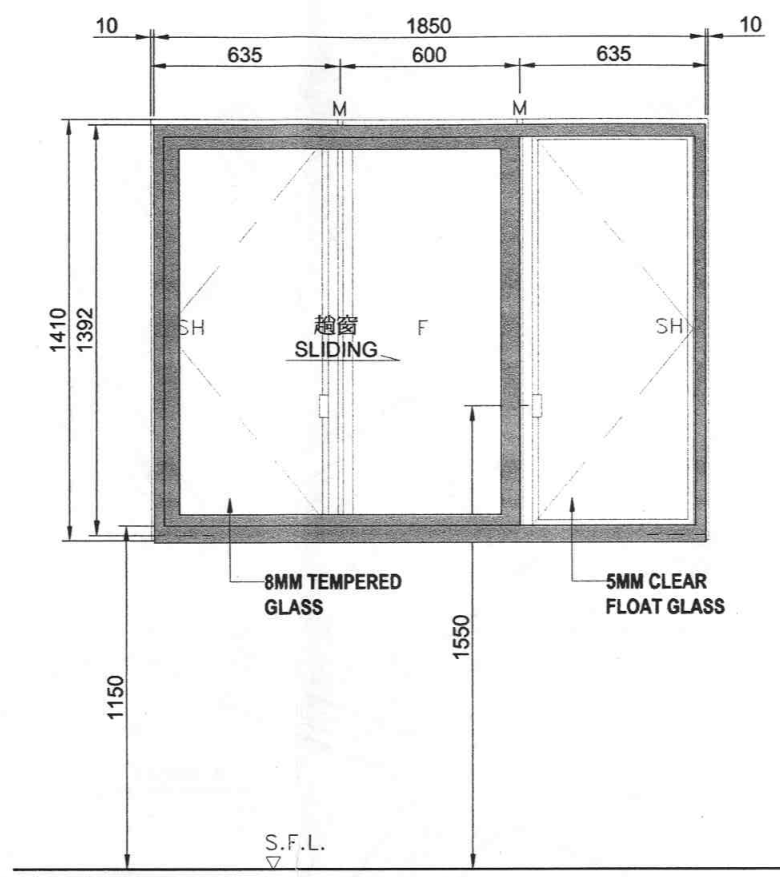 10
1850
10
635
600
635
M
M
1410
1392
SH
趟窗
SLIDING
F
SH
8MM TEMPERED
GLASS
5MM CLEAR
FLOAT GLASS
1550
1150
S.F.L.